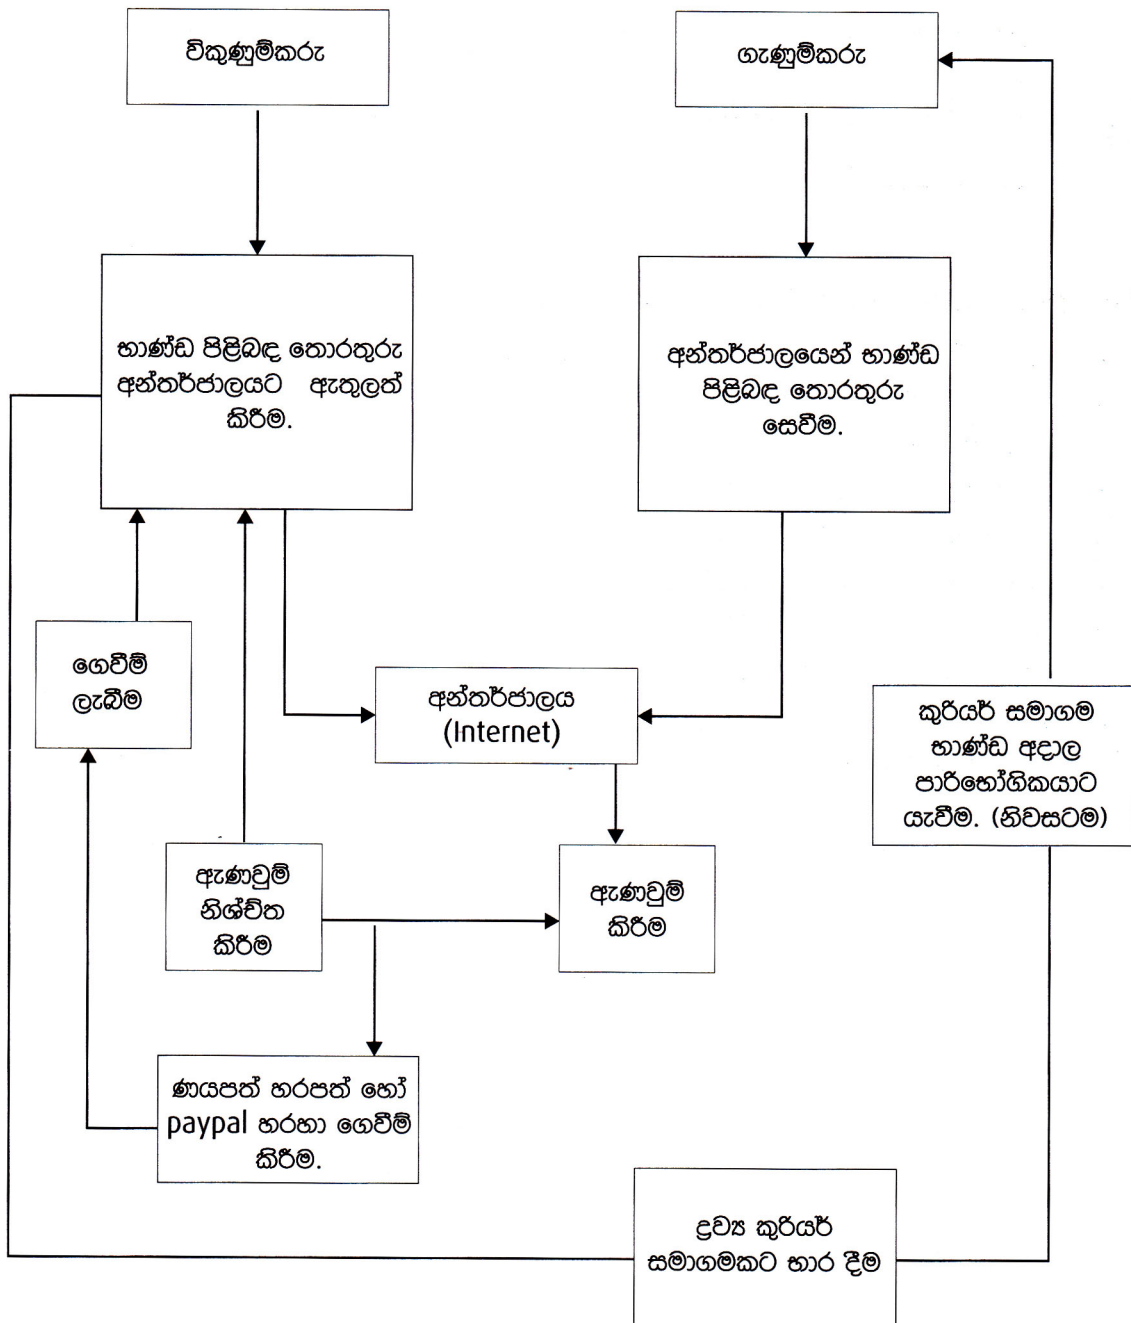 විකුණුම්කරු
ගැණුම්කරු
භාණ්ඩ පිළිබඳ තොරතුරු
අන්තර්ජාලයට ඇතුලත්
කිරීම.
අන්තර්ජාලයෙන් භාණ්ඩ
පිළිබඳ තොරතුරු
සෙවීම.
ගෙවීම්
ලැබීම
අන්තර්ජාලය
(Internet)
කුරියර් සමාගම
භාණ්ඩ අදාල
පාරිභෝගිකයාට
යැවීම. (නිවසටම)
ඇණවුම්
නිශ්චිත
කිරීම
ඇණවුම්
කිරීම
ණයපත් හරපත් හෝ
paypal හරහා ගෙවීම්
කිරීම.
ද්‍රව්‍ය කුරියර්
සමාගමකට භාර දීම